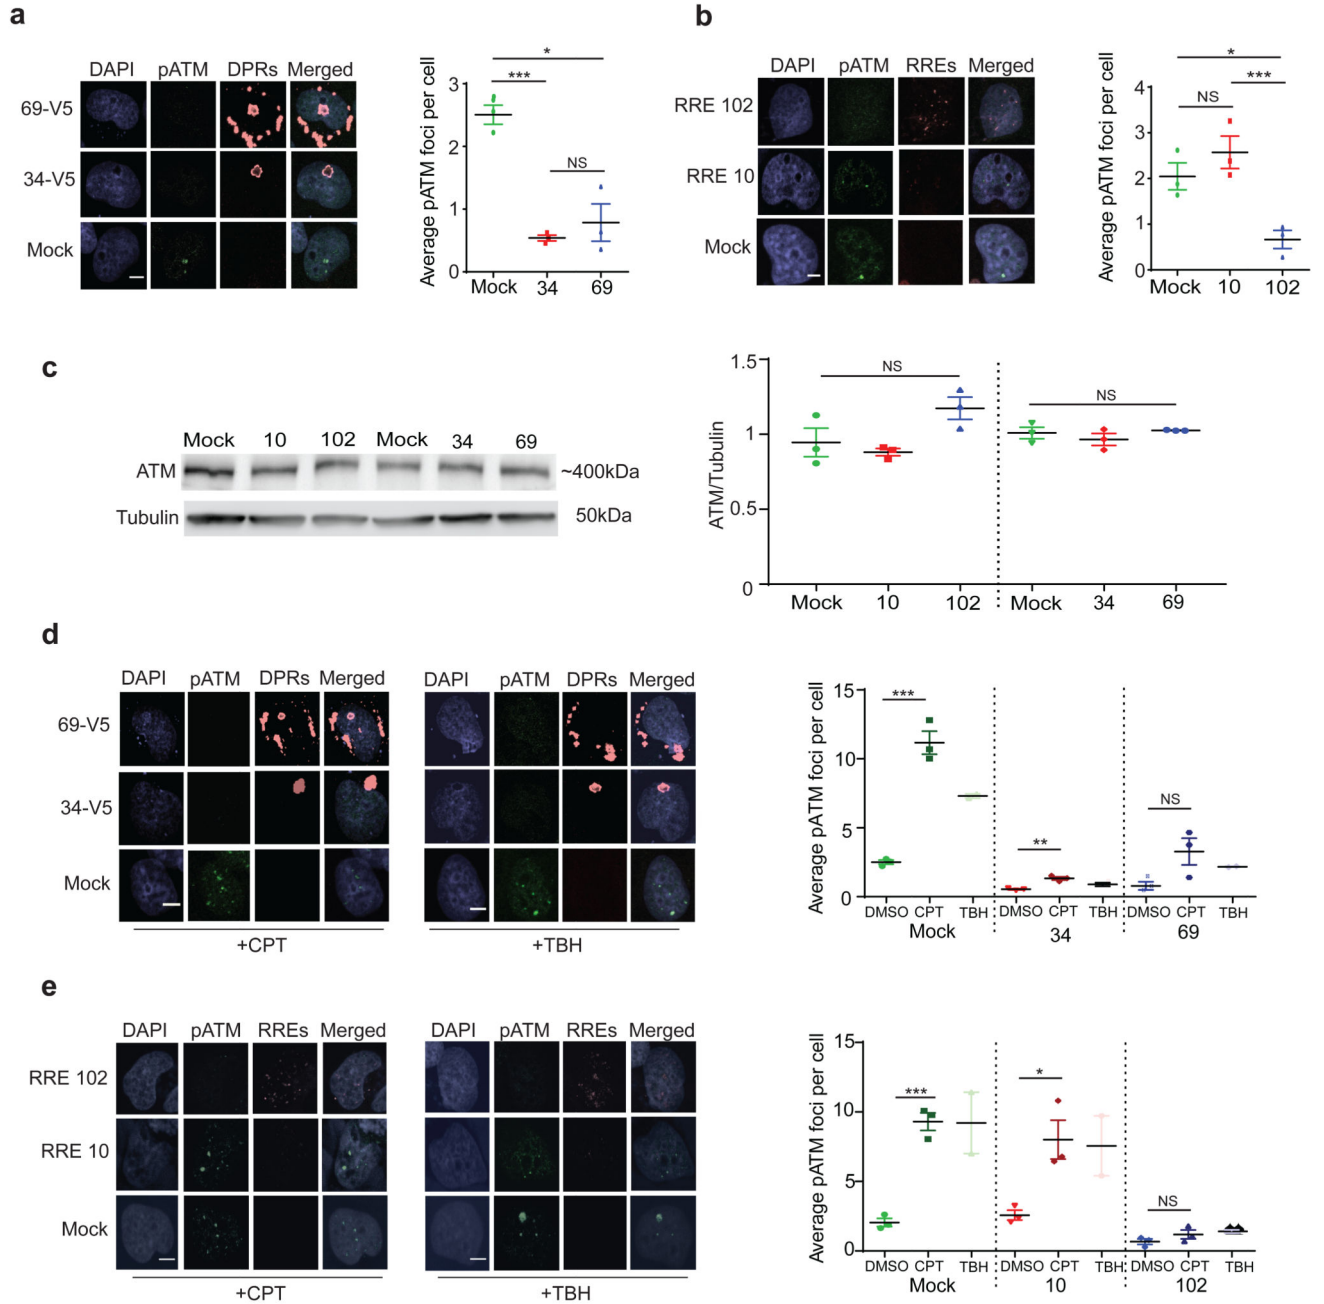 a
DAPI pATM DPRs Merged
69-V5
34-V5
Mock
Average pATM foci per cell
3
2
1
0
*
***
NS
Mock 34 69
b
DAPI pATM RREs Merged
RRE 102
RRE 10
Mock
Average pATM foci per cell
4
3
2
1
0
*
***
NS
Mock 10 102
c
Mock 10 102 Mock 34 69
ATM ~400kDa
Tubulin 50kDa
ATM/Tubulin
1.5
1
0.5
0
NS
NS
Mock 10 102 Mock 34 69
d
DAPI pATM DPRs Merged
69-V5
34-V5
Mock
+CPT
DAPI pATM DPRs Merged
+TBH
Average pATM foci per cell
15
10
5
0
***
**
NS
DMSO CPT TBH DMSO CPT TBH DMSO CPT TBH
Mock 34 69
e
DAPI pATM RREs Merged
RRE 102
RRE 10
Mock
+CPT
DAPI pATM RREs Merged
+TBH
Average pATM foci per cell
15
10
5
0
***
*
NS
DMSO CPT TBH DMSO CPT TBH DMSO CPT TBH
Mock 10 102